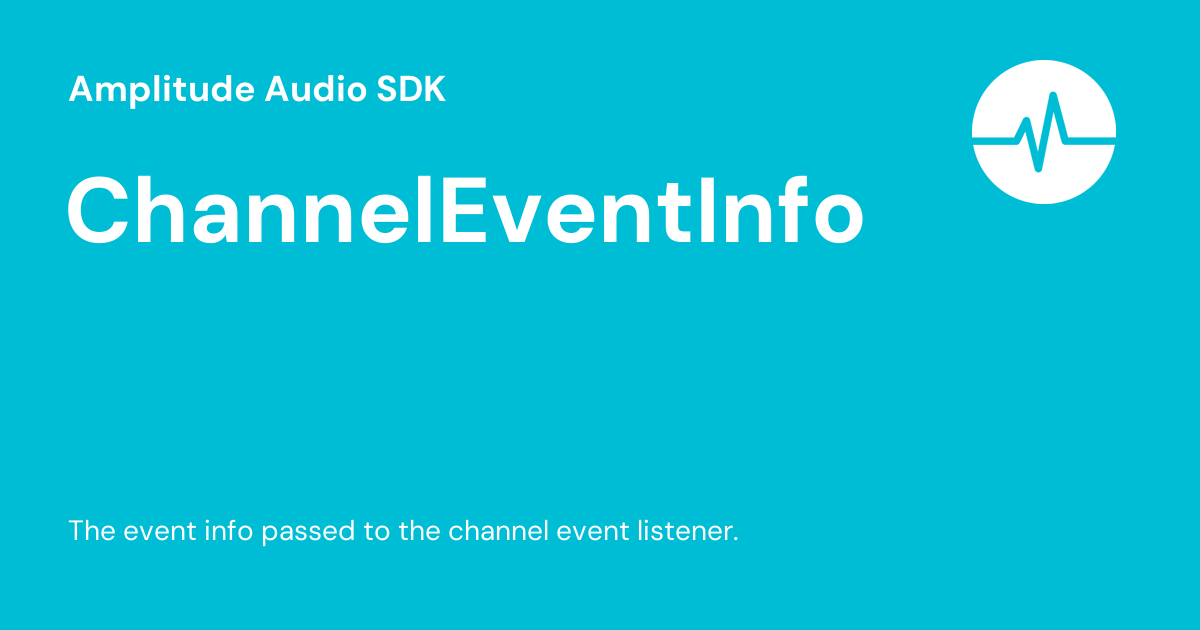 Amplitude Audio SDK
ChannelEventInfo
The event info passed to the channel event listener.